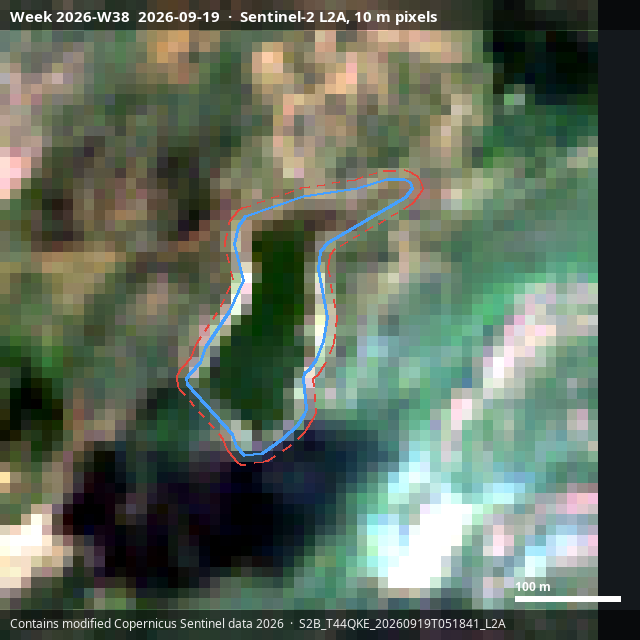 Week 2026-W38 2026-09-19 · Sentinel-2 L2A, 10 m pixels
100 m
Contains modified Copernicus Sentinel data 2026 · S2B_T44QKE_20260919T051841_L2A